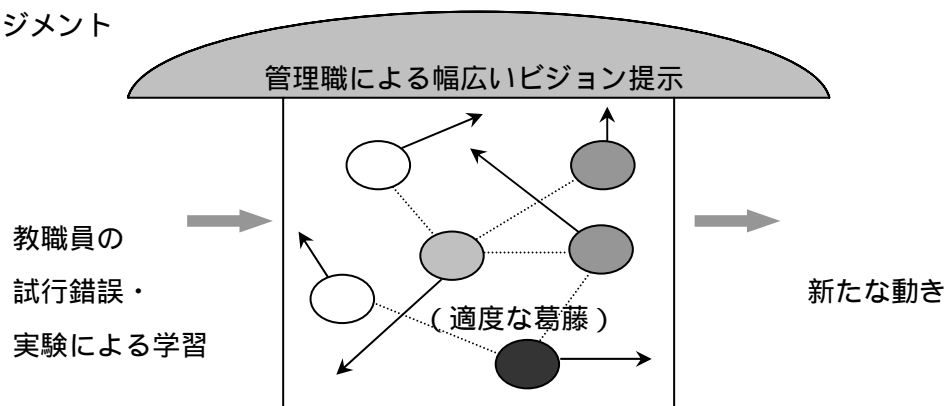 ジメント
管理職による幅広いビジョン提示
教職員の
試行錯誤・
実験による学習
(適度な葛藤)
新たな動き